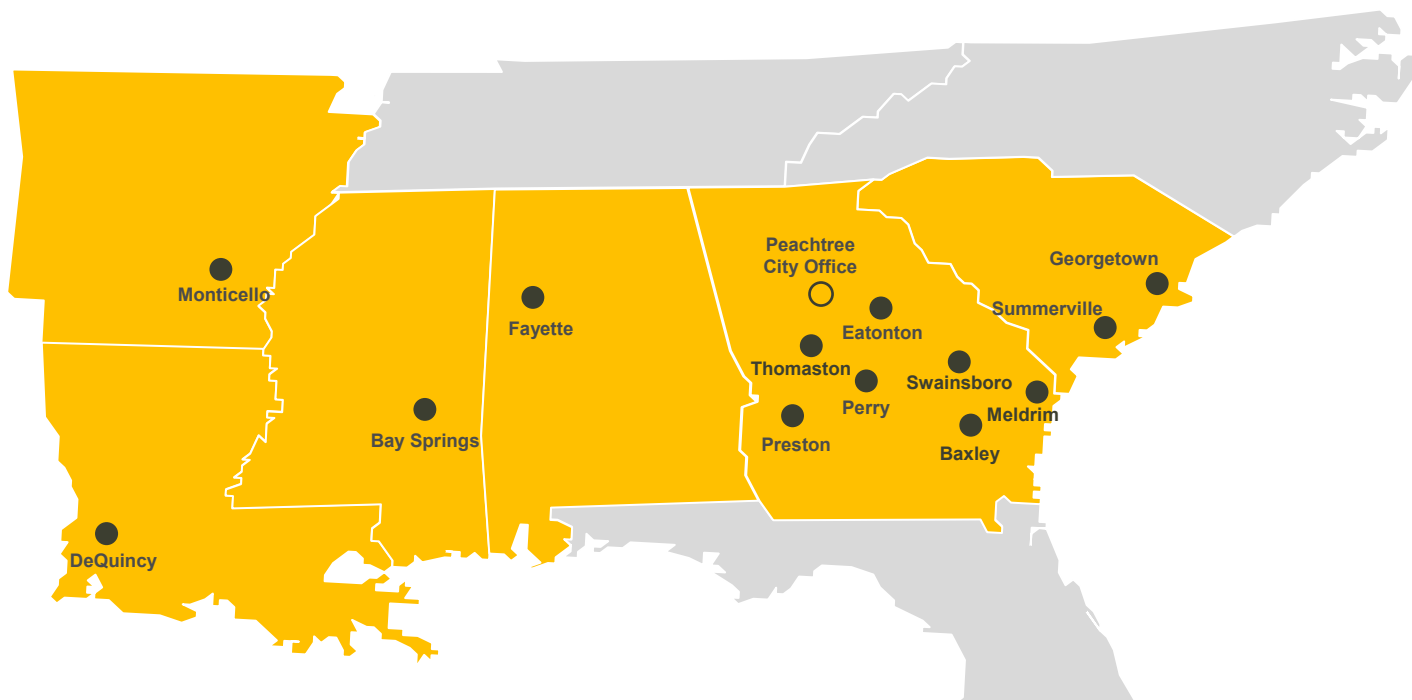 Peachtree
City Office
Georgetown
Monticello
Summerville
Fayette
Eatonton
Thomaston
Swainsboro
Perry
Meldrim
Bay Springs
Preston
Baxley
DeQuincy